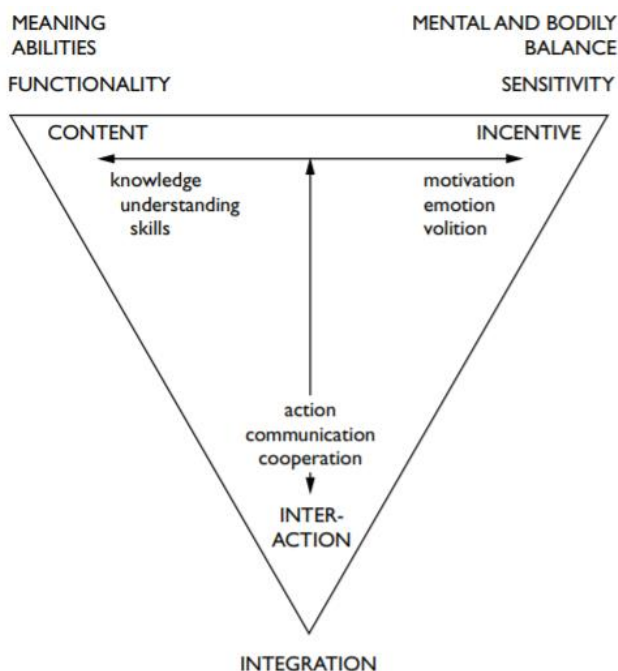 MEANING
ABILITIES
FUNCTIONALITY
MENTAL AND BODILY
BALANCE
SENSITIVITY
CONTENT
INCENTIVE
knowledge
understanding
skills
motivation
emotion
volition
action
communication
cooperation
INTER-
ACTION
INTEGRATION